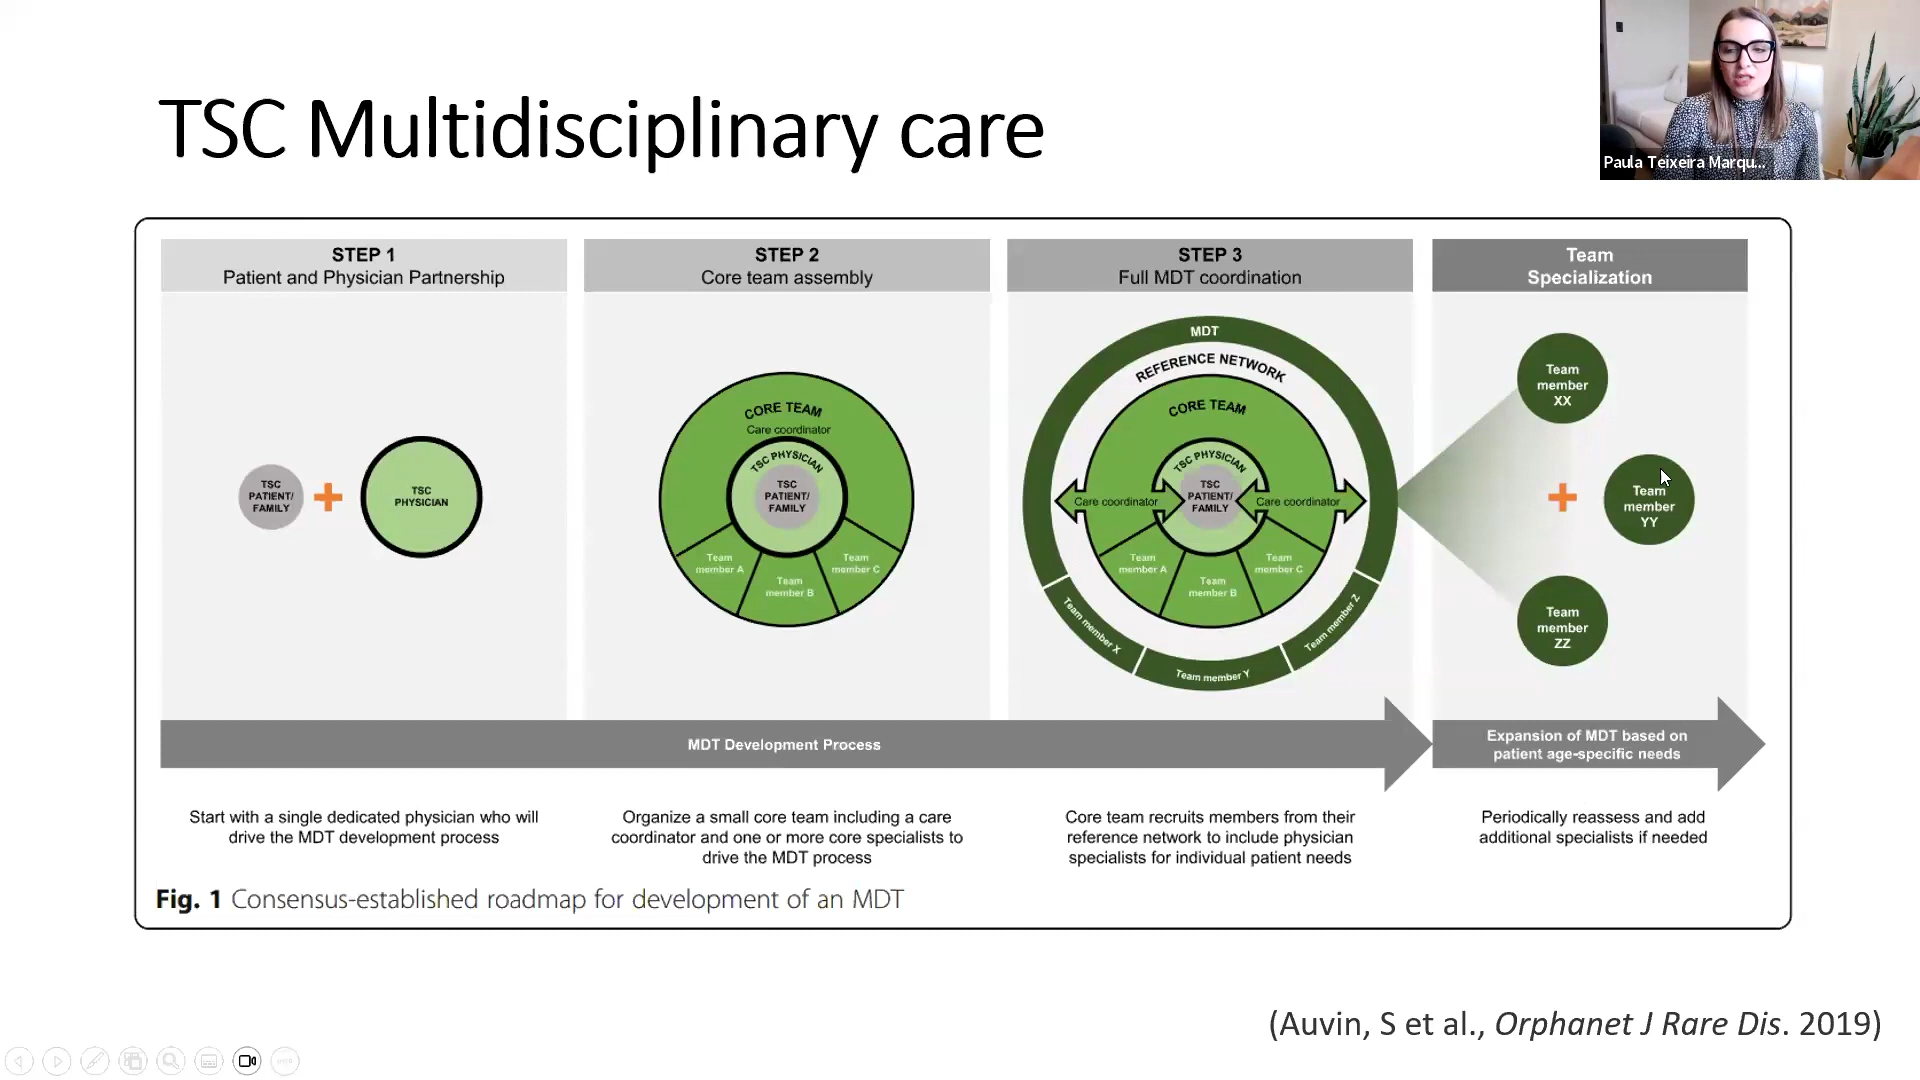 TSC Multidisciplinary care
Paula Teixeira Marqu...
STEP 1
Patient and Physician Partnership
TSC
PATIENT/
FAMILY
TSC
PHYSICIAN
STEP 2
Core team assembly
CORE TEAM
Care coordinator
TSC PHYSICIAN
TSC
PATIENT/
FAMILY
Team
member A
Team
member B
Team
member C
STEP 3
Full MDT coordination
MDT
REFERENCE NETWORK
CORE TEAM
TSC PHYSICIAN
TSC
PATIENT/
FAMILY
Care coordinator
Care coordinator
Team
member A
Team
member B
Team
member C
Team member X
Team member Y
Team member Z
Team
Specialization
Team
member
XX
Team
member
YY
Team
member
ZZ
MDT Development Process
Expansion of MDT based on
patient age-specific needs
Start with a single dedicated physician who will
drive the MDT development process
Organize a small core team including a care
coordinator and one or more core specialists to
drive the MDT process
Core team recruits members from their
reference network to include physician
specialists for individual patient needs
Periodically reassess and add
additional specialists if needed
Fig. 1 Consensus-established roadmap for development of an MDT
(Auvin, S et al., Orphanet J Rare Dis. 2019)